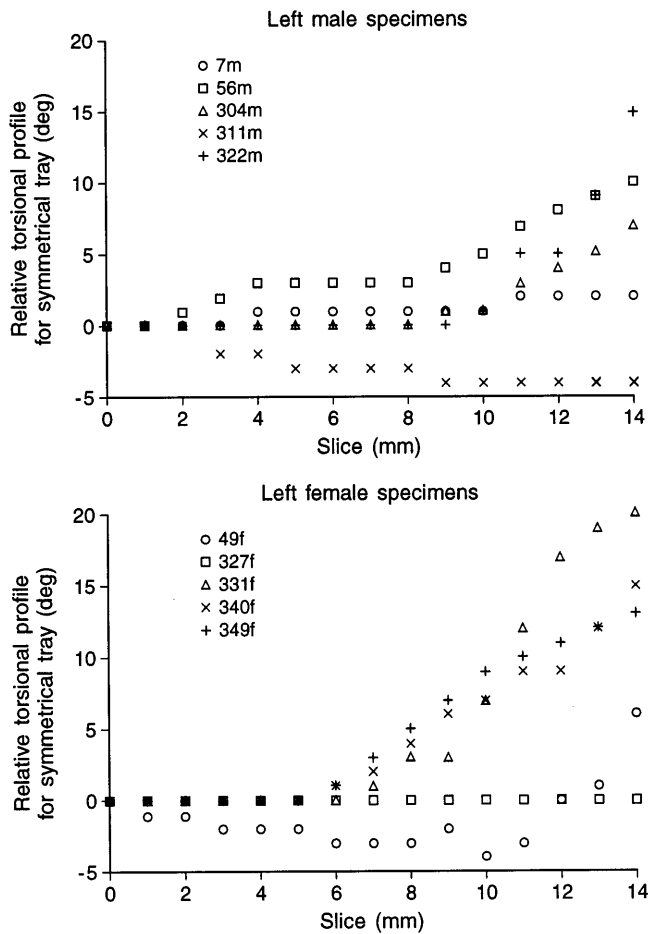 Left male specimens
Relative torsional profile
for symmetrical tray (deg)
20
15
10
5
0
-5
7m
56m
304m
311m
322m
0 2 4 6 8 10 12 14
Slice (mm)
Left female specimens
Relative torsional profile
for symmetrical tray (deg)
20
15
10
5
0
-5
49f
327f
331f
340f
349f
0 2 4 6 8 10 12 14
Slice (mm)